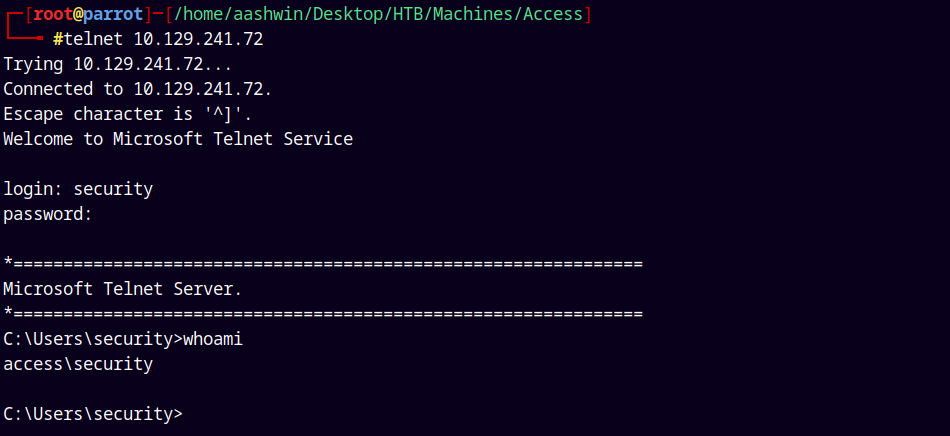 ┌─[root@parrot]─[/home/aashwin/Desktop/HTB/Machines/Access]
└──╼ #telnet 10.129.241.72
Trying 10.129.241.72...
Connected to 10.129.241.72.
Escape character is '^]'.
Welcome to Microsoft Telnet Service
login: security
password:
*===============================================================
Microsoft Telnet Server.
*===============================================================
C:\Users\security>whoami
access\security
C:\Users\security>